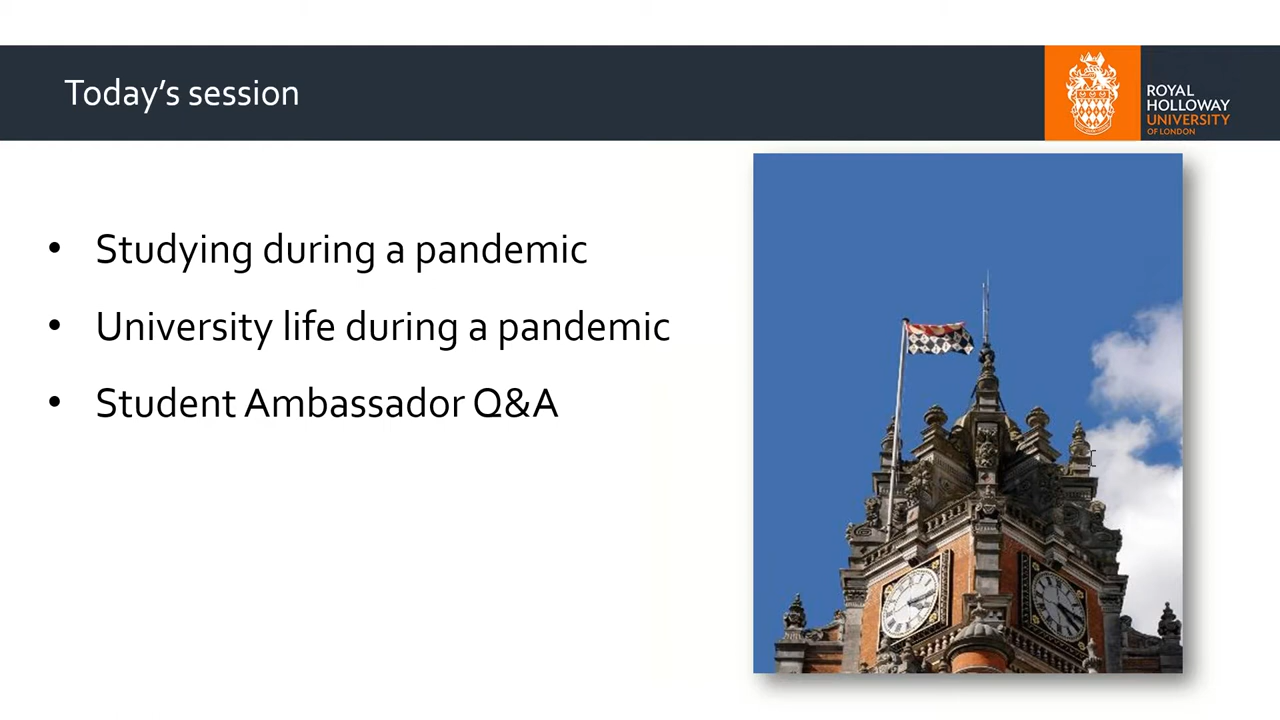 Today's session
ROYAL
HOLLOWAY
UNIVERSITY
OF LONDON
• Studying during a pandemic
• University life during a pandemic
• Student Ambassador Q&A